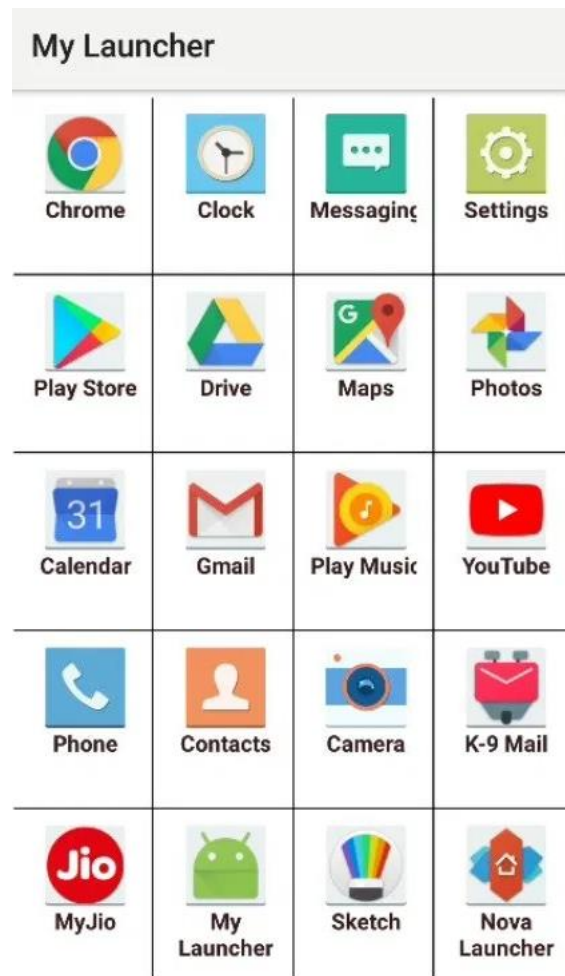 My Launcher
Chrome
Clock
Messaging
Settings
Play Store
G
Drive
Maps
Photos
31
Calendar
Gmail
Play Music
YouTube
Phone
Contacts
Camera
K-9 Mail
Jio
MyJio
My
Launcher
Sketch
Nova
Launcher